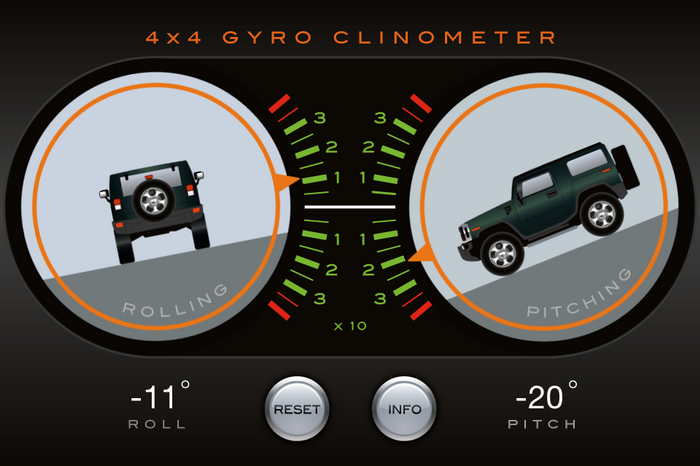 4x4 GYRO CLINOMETER
3 3
2 2
1 1
1 1
2 2
3 3
ROLLING
PITCHING
x 10
-11°
ROLL
RESET
INFO
-20°
PITCH